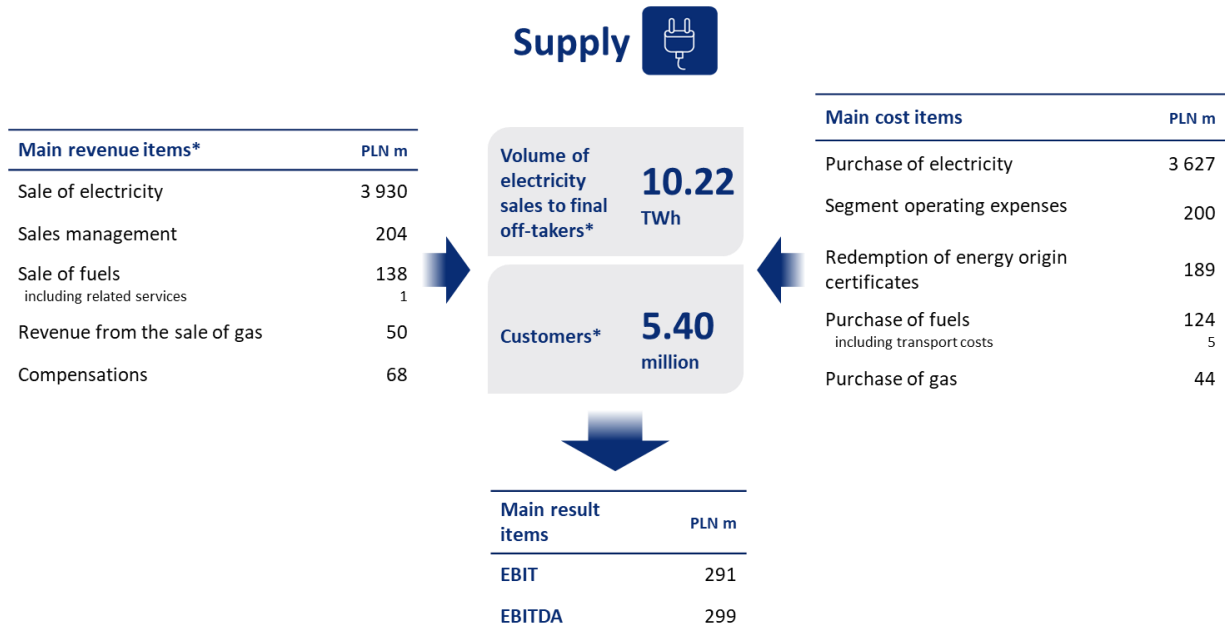 Supply
Main revenue items* PLN m
Sale of electricity 3 930
Sales management 204
Sale of fuels 138
including related services 1
Revenue from the sale of gas 50
Compensations 68
Volume of
electricity
sales to final
off-takers*
10.22
TWh
Customers*
5.40
million
Main cost items PLN m
Purchase of electricity 3 627
Segment operating expenses 200
Redemption of energy origin
certificates 189
Purchase of fuels 124
including transport costs 5
Purchase of gas 44
Main result
items PLN m
EBIT 291
EBITDA 299